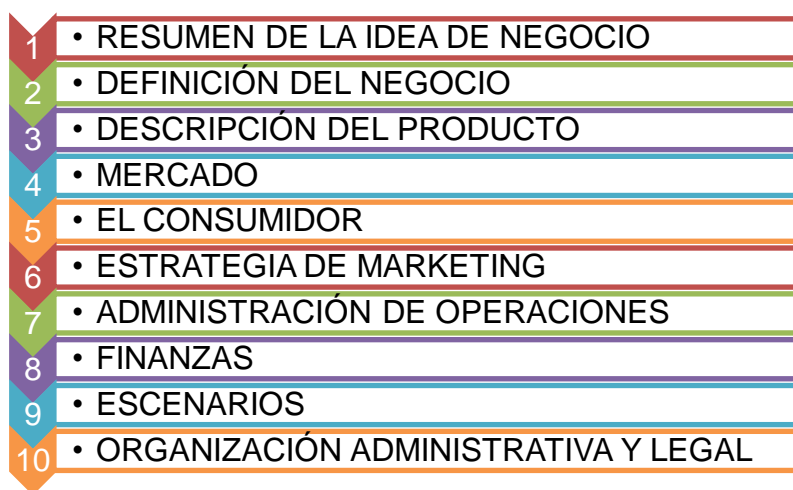 1 • RESUMEN DE LA IDEA DE NEGOCIO
2 • DEFINICIÓN DEL NEGOCIO
3 • DESCRIPCIÓN DEL PRODUCTO
4 • MERCADO
5 • EL CONSUMIDOR
6 • ESTRATEGIA DE MARKETING
7 • ADMINISTRACIÓN DE OPERACIONES
8 • FINANZAS
9 • ESCENARIOS
10 • ORGANIZACIÓN ADMINISTRATIVA Y LEGAL